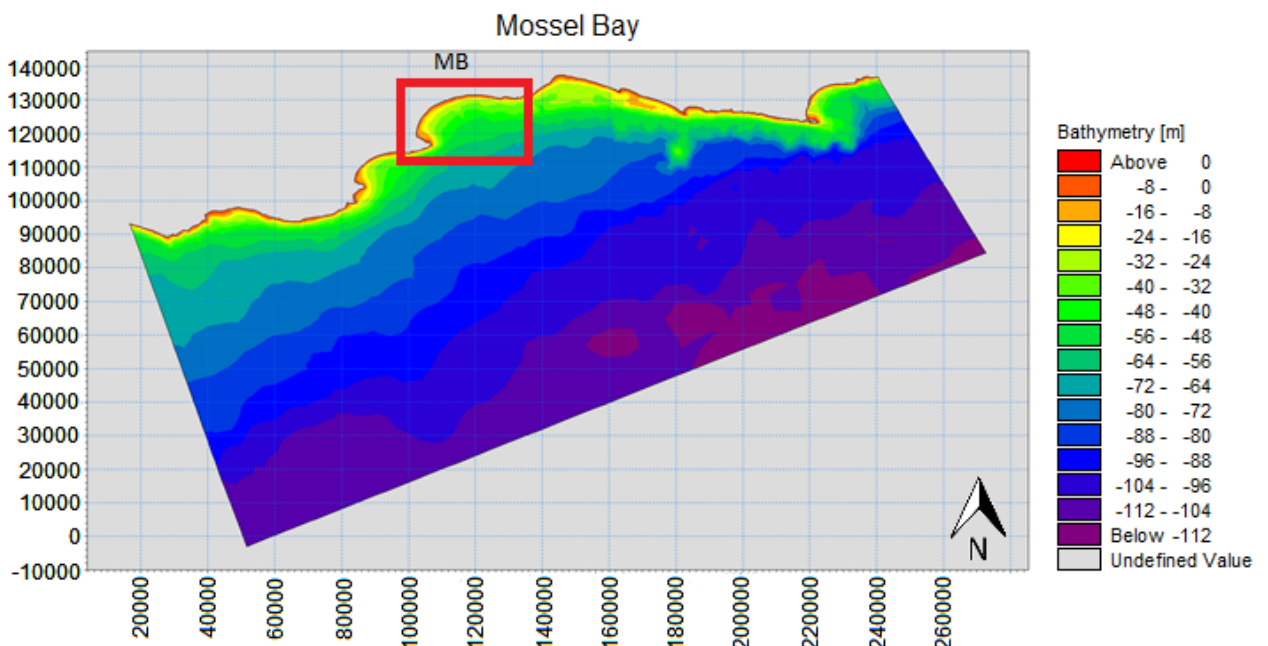 Mossel Bay
MB
140000
130000
120000
110000
100000
90000
80000
70000
60000
50000
40000
30000
20000
10000
0
-10000
20000
40000
60000
80000
100000
120000
140000
160000
180000
200000
220000
240000
260000
N
Bathymetry [m]
Above 0
-8 - 0
-16 - -8
-24 - -16
-32 - -24
-40 - -32
-48 - -40
-56 - -48
-64 - -56
-72 - -64
-80 - -72
-88 - -80
-96 - -88
-104 - -96
-112 - -104
Below -112
Undefined Value